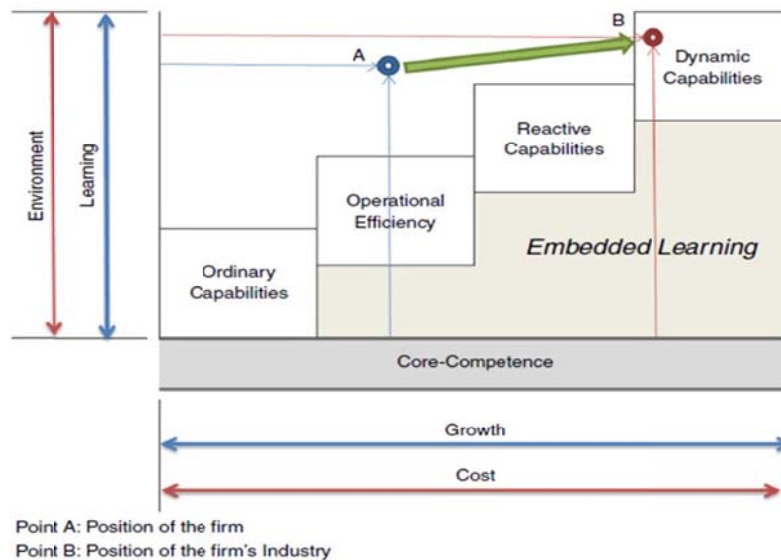 B
A
Dynamic
Capabilities
Reactive
Capabilities
Environment
Learning
Operational
Efficiency
Embedded Learning
Ordinary
Capabilities
Core-Competence
Growth
Cost
Point A: Position of the firm
Point B: Position of the firm's Industry